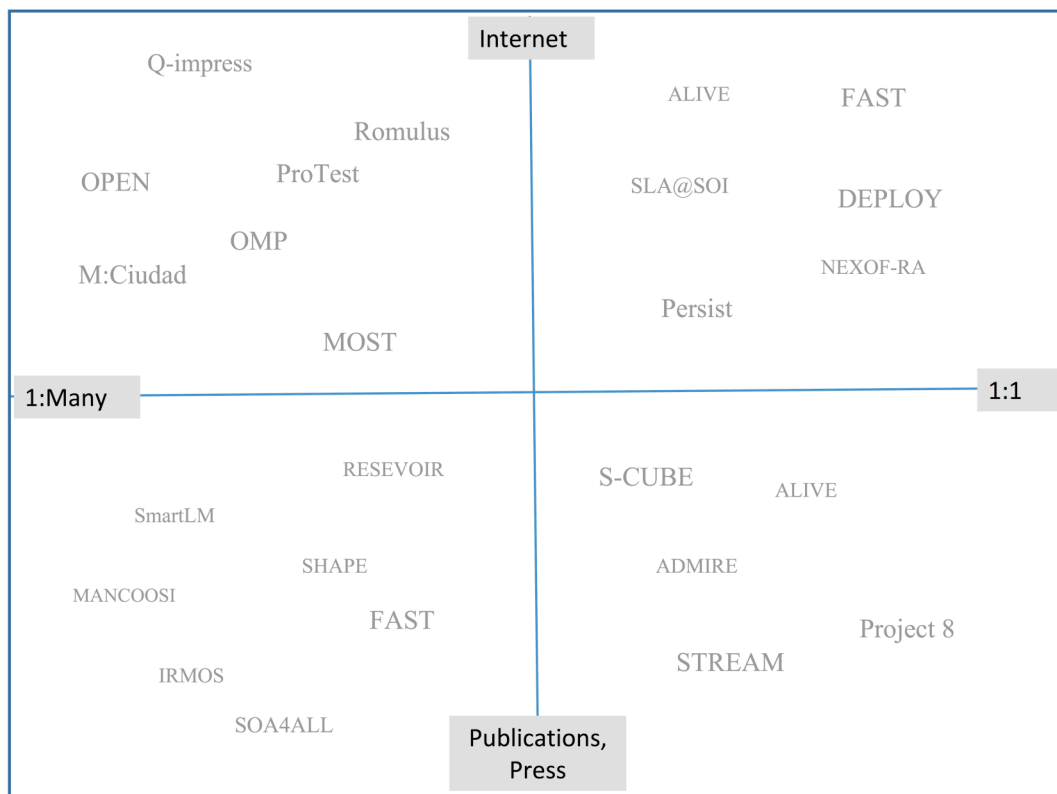 Internet
Q-impress
ALIVE
FAST
Romulus
ProTest
OPEN
SLA@SOI
DEPLOY
OMP
M:Ciudad
NEXOF-RA
Persist
MOST
1:Many
1:1
RESEVOIR
S-CUBE
ALIVE
SmartLM
SHAPE
ADMIRE
MANCOOSI
FAST
Project 8
STREAM
IRMOS
SOA4ALL
Publications,
Press